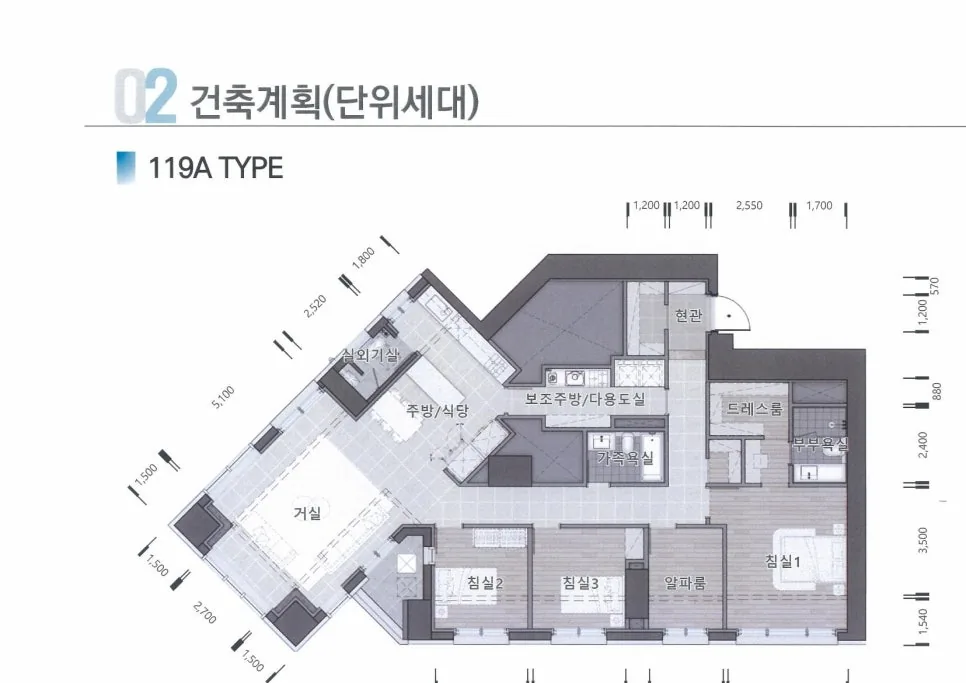 02 건축계획(단위세대)
119A TYPE
1,200 1,200 2,550 1,700
1,800
2,520
5,100
1,500
1,500
2,700
1,500
570
1,200
880
2,400
3,500
1,540
현관
실외기실
주방/식당
보조주방/다용도실
드레스룸
부부욕실
가족욕실
거실
침실2
침실3
알파룸
침실1